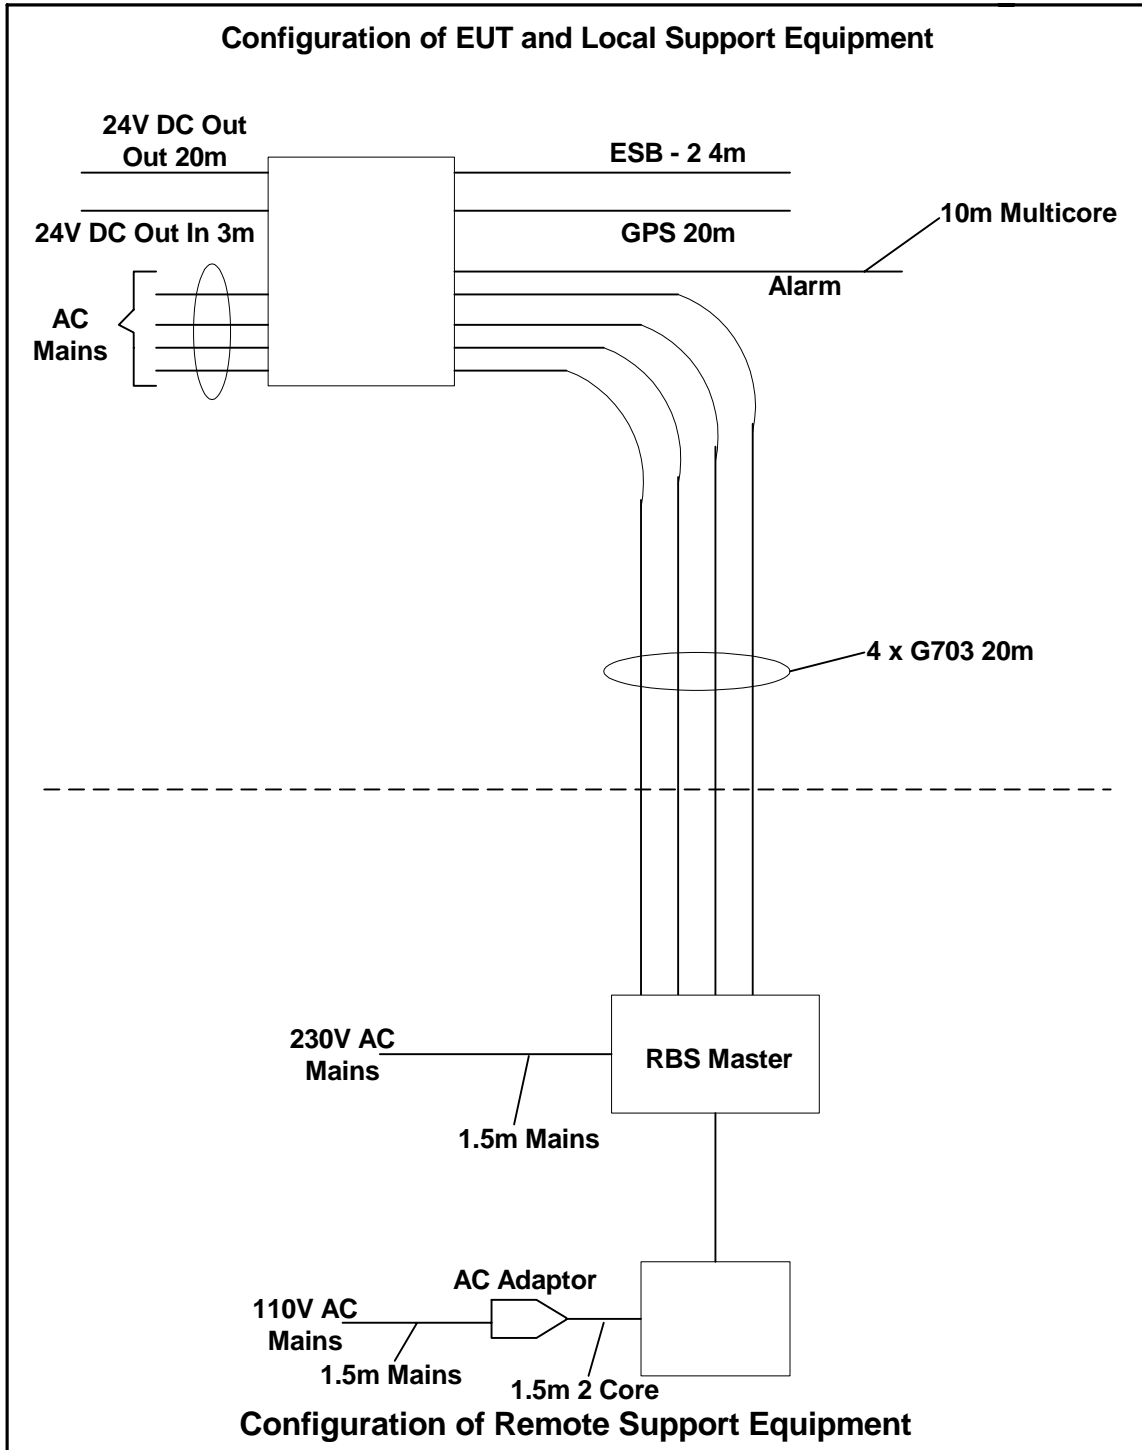 Configuration of EUT and Local Support Equipment
24V DC Out
Out 20m
ESB - 2 4m
24V DC Out In 3m
GPS 20m
10m Multicore
Alarm
AC
Mains
4 x G703 20m
230V AC
Mains
RBS Master
1.5m Mains
AC Adaptor
110V AC
Mains
1.5m Mains
1.5m 2 Core
Configuration of Remote Support Equipment